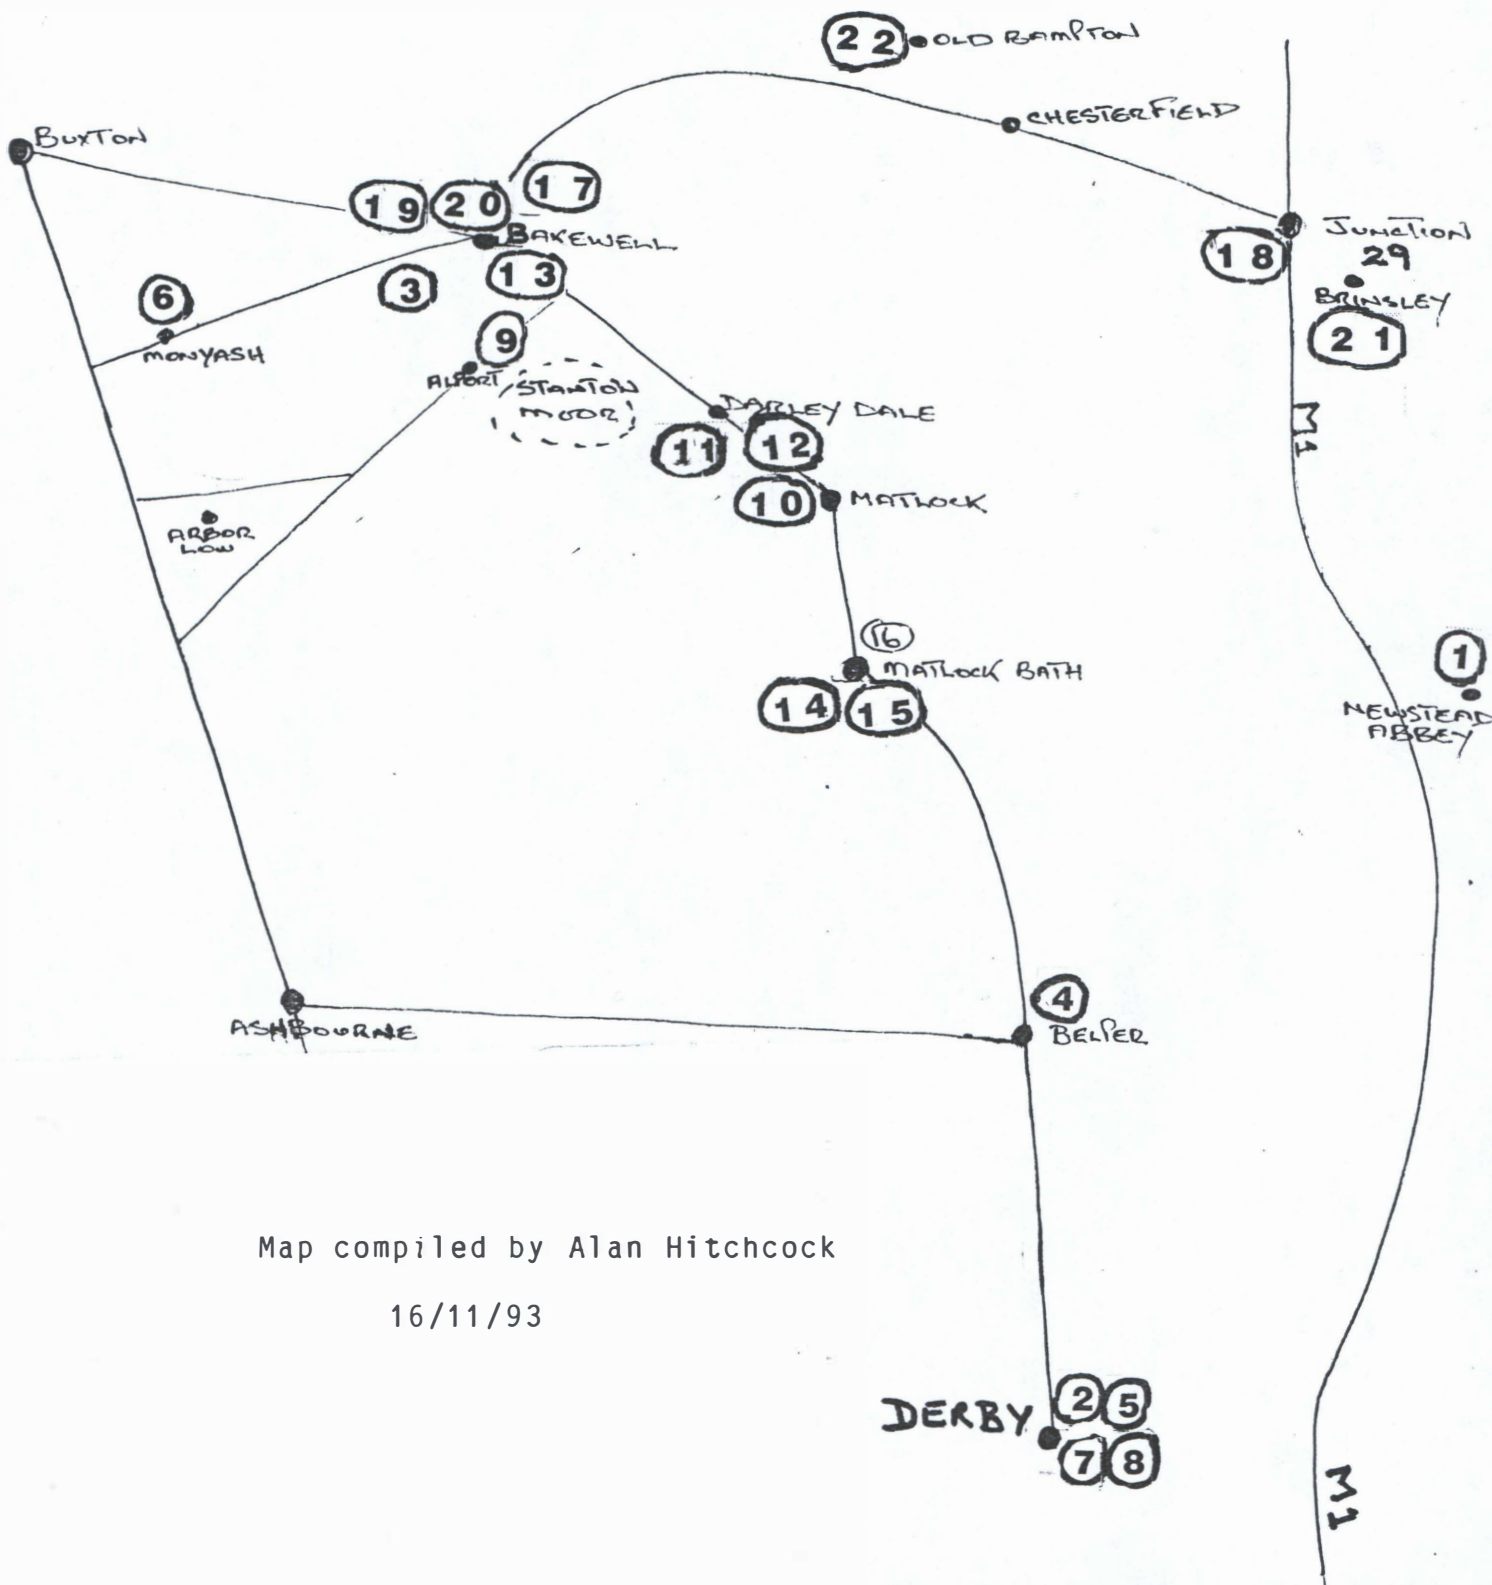 22 OLD BAMPTON
CHESTERFIELD
BUXTON
19 20 17
BAKEWELL
18 JUNCTION
29
3 13
6
MONYASH
BRINSLEY
21
9
ALPORT
STANTON
MOOR
DARLEY DALE
11 12
M1
10 MATLOCK
ARBOR
LOW
16
MATLOCK BATH
14 15
1
NEWSTEAD
ABBEY
4
ASHBOURNE
BELPER
Map compiled by Alan Hitchcock
16/11/93
DERBY 2 5
7 8
M1